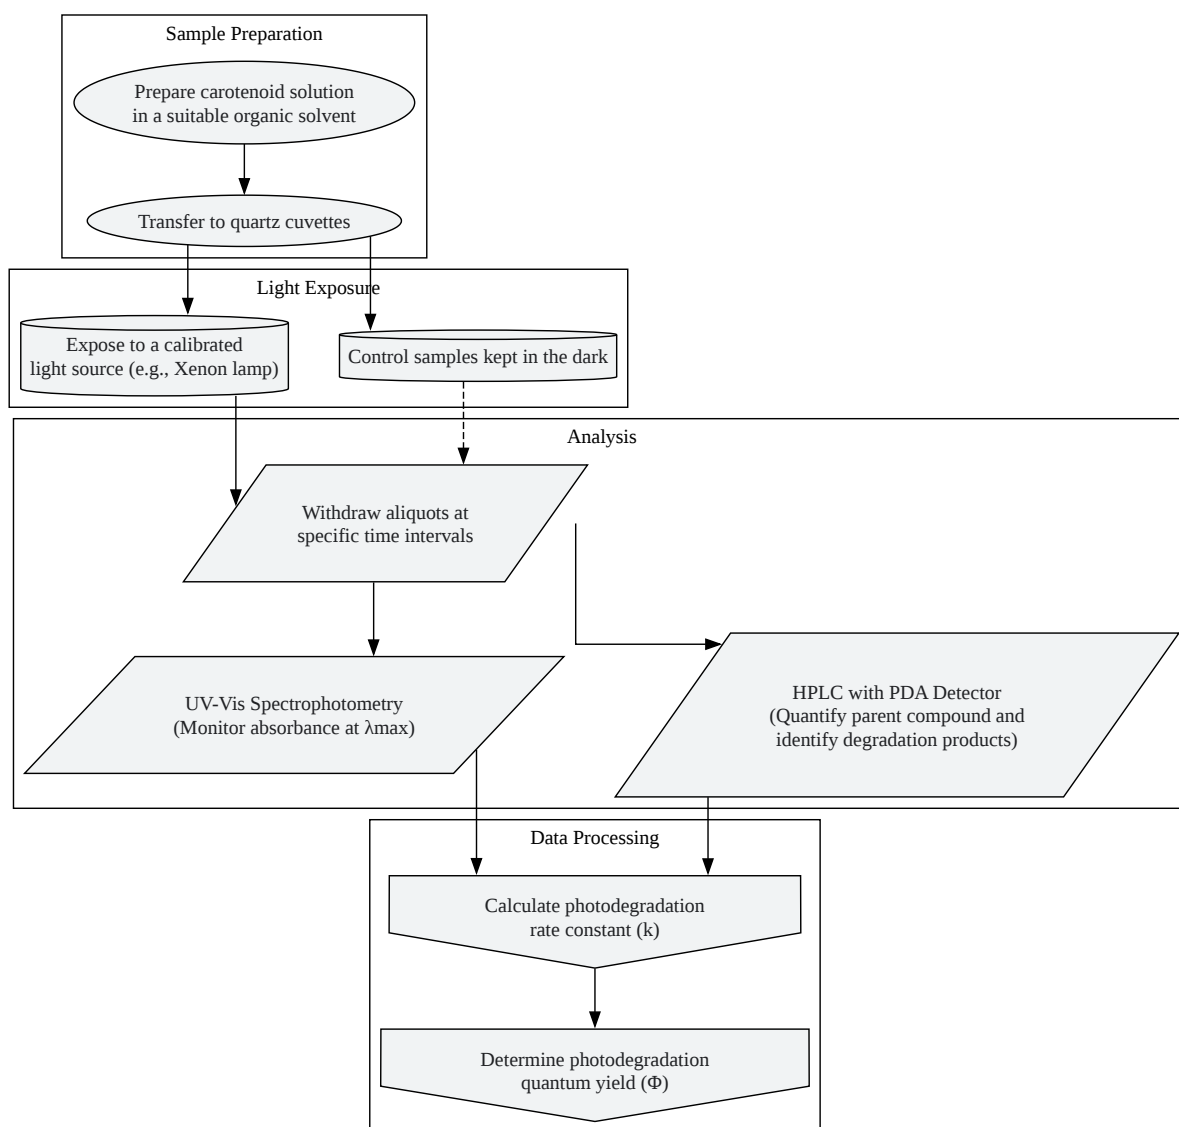 Sample Preparation
Prepare carotenoid solution
in a suitable organic solvent
Transfer to quartz cuvettes
Light Exposure
Expose to a calibrated
light source (e.g., Xenon lamp)
Control samples kept in the dark
Analysis
Withdraw aliquots at
specific time intervals
UV-Vis Spectrophotometry
(Monitor absorbance at λmax)
HPLC with PDA Detector
(Quantify parent compound and
identify degradation products)
Data Processing
Calculate photodegradation
rate constant (k)
Determine photodegradation
quantum yield (Φ)